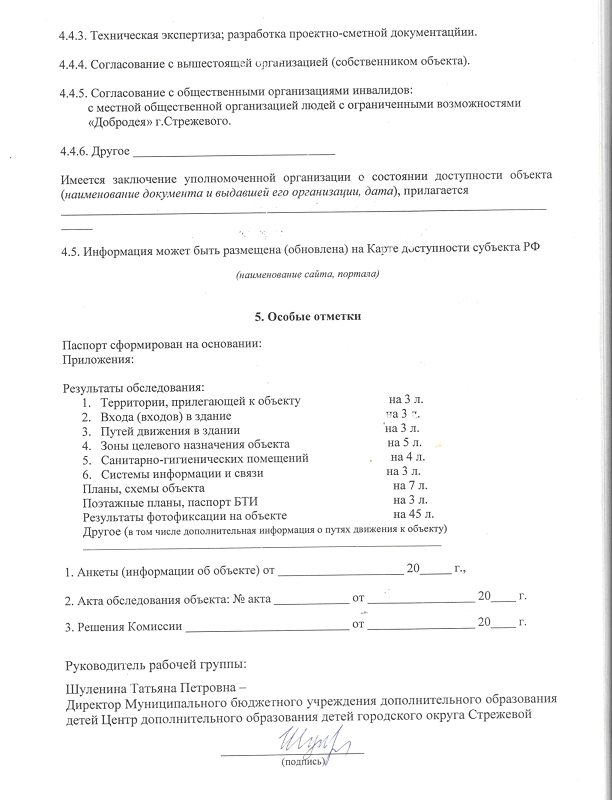 4.4.3. Техническая экспертиза; разработка проектно-сметной документацйии.
4.4.4. Согласование с вышестоящей организацией (собственником объекта).
4.4.5. Согласование с общественными организациями инвалидов:
с местной общественной организацией людей с ограниченными возможностями
«Добродея» г.Стрежевого.
4.4.6. Другое ______________________________
Имеется заключение уполномоченной организации о состоянии доступности объекта
(наименование документа и выдавшей его организации, дата), прилагается
________________________________________________________________________
_____
4.5. Информация может быть размещена (обновлена) на Карте доступности субъекта РФ
(наименование сайта, портала)
5. Особые отметки
Паспорт сформирован на основании:
Приложения:
Результаты обследования:
1. Территории, прилегающей к объекту на 3 л.
2. Входа (входов) в здание на 3 л.
3. Путей движения в здании на 3 л.
4. Зоны целевого назначения объекта на 5 л.
5. Санитарно-гигиенических помещений на 4 л.
6. Системы информации и связи на 3 л.
Планы, схемы объекта на 7 л.
Поэтажные планы, паспорт БТИ на 3 л.
Результаты фотофиксации на объекте на 45 л.
Другое (в том числе дополнительная информация о путях движения к объекту)
____________________________________________________________
1. Анкеты (информации об объекте) от ____________________ 20_____ г.,
2. Акта обследования объекта: № акта ____________ от _________________ 20____ г.
3. Решения Комиссии __________________________ от _________________ 20____ г.
Руководитель рабочей группы:
Шуленина Татьяна Петровна –
Директор Муниципального бюджетного учреждения дополнительного образования
детей Центр дополнительного образования детей городского округа Стрежевой
______________________
(подпись)